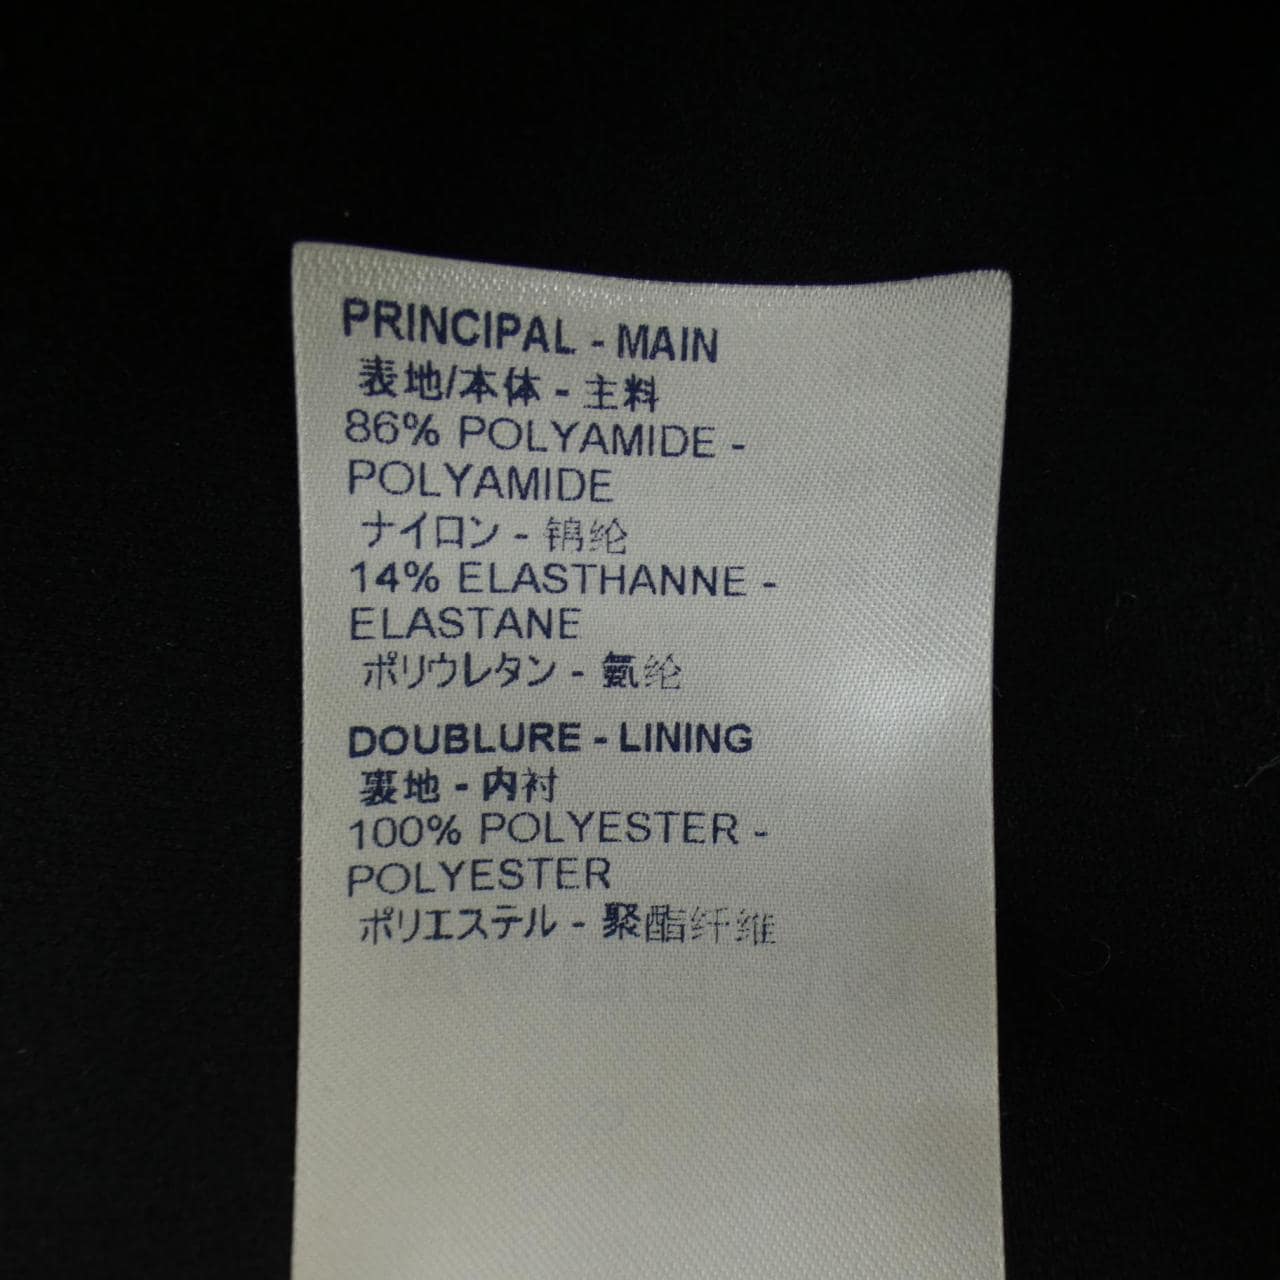 PRINCIPAL - MAIN
表地/本体 - 主料
86% POLYAMIDE -
POLYAMIDE
ナイロン - 锦纶
14% ELASTHANNE -
ELASTANE
ポリウレタン - 氨纶
DOUBLURE - LINING
裏地 - 内衬
100% POLYESTER -
POLYESTER
ポリエステル - 聚酯纤维